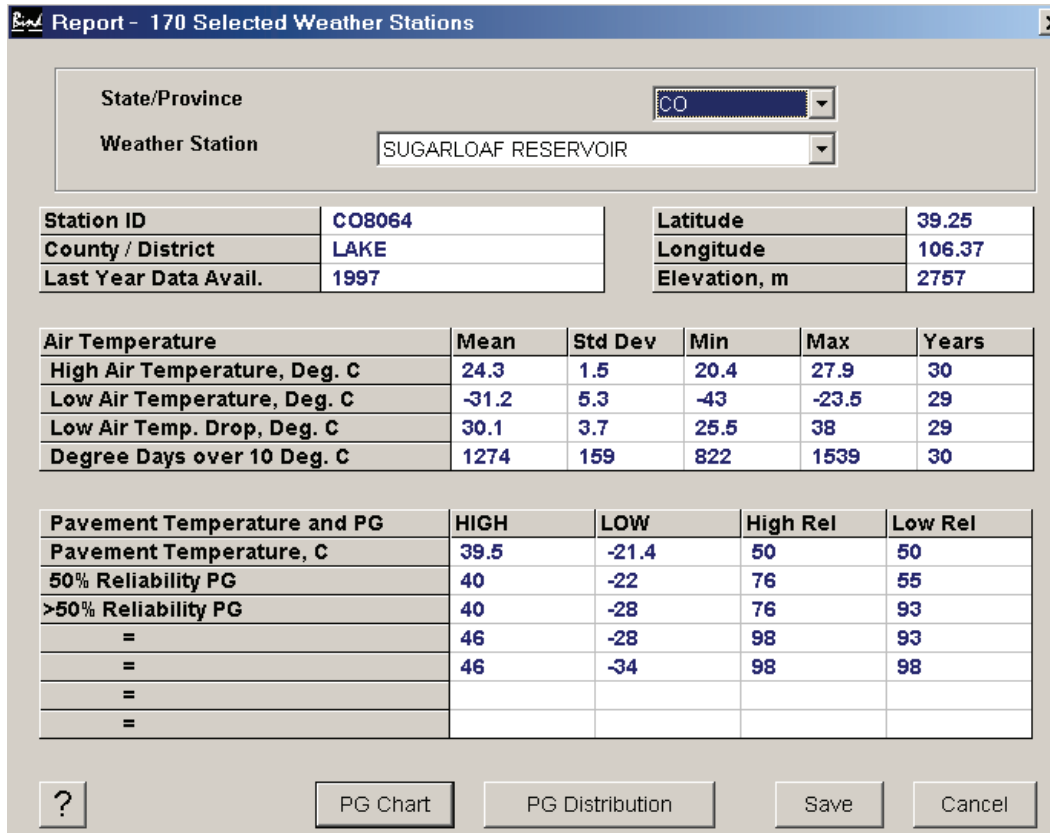 Bind Report - 170 Selected Weather Stations
State/Province CO
Weather Station SUGARLOAF RESERVOIR
Station ID CO8064 Latitude 39.25
County / District LAKE Longitude 106.37
Last Year Data Avail. 1997 Elevation, m 2757
Air Temperature Mean Std Dev Min Max Years
High Air Temperature, Deg. C 24.3 1.5 20.4 27.9 30
Low Air Temperature, Deg. C -31.2 5.3 -43 -23.5 29
Low Air Temp. Drop, Deg. C 30.1 3.7 25.5 38 29
Degree Days over 10 Deg. C 1274 159 822 1539 30
Pavement Temperature and PG HIGH LOW High Rel Low Rel
Pavement Temperature, C 39.5 -21.4 50 50
50% Reliability PG 40 -22 76 55
>50% Reliability PG 40 -28 76 93
= 46 -28 98 93
= 46 -34 98 98
=
=
? PG Chart PG Distribution Save Cancel